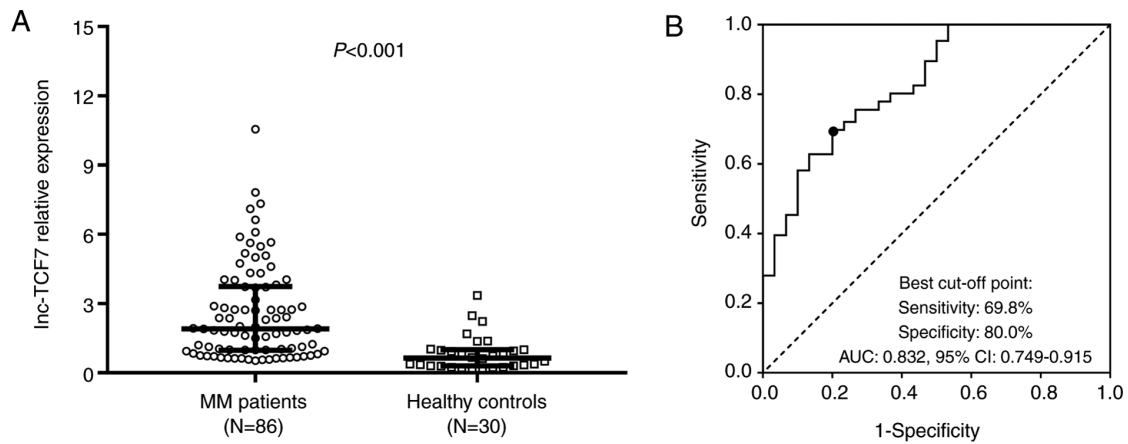 A
lnc-TCF7 relative expression
15
12
9
6
3
0
P<0.001
MM patients
(N=86)
Healthy controls
(N=30)
B
Sensitivity
1.0
0.8
0.6
0.4
0.2
0.0
Best cut-off point:
Sensitivity: 69.8%
Specificity: 80.0%
AUC: 0.832, 95% CI: 0.749-0.915
0.0 0.2 0.4 0.6 0.8 1.0
1-Specificity